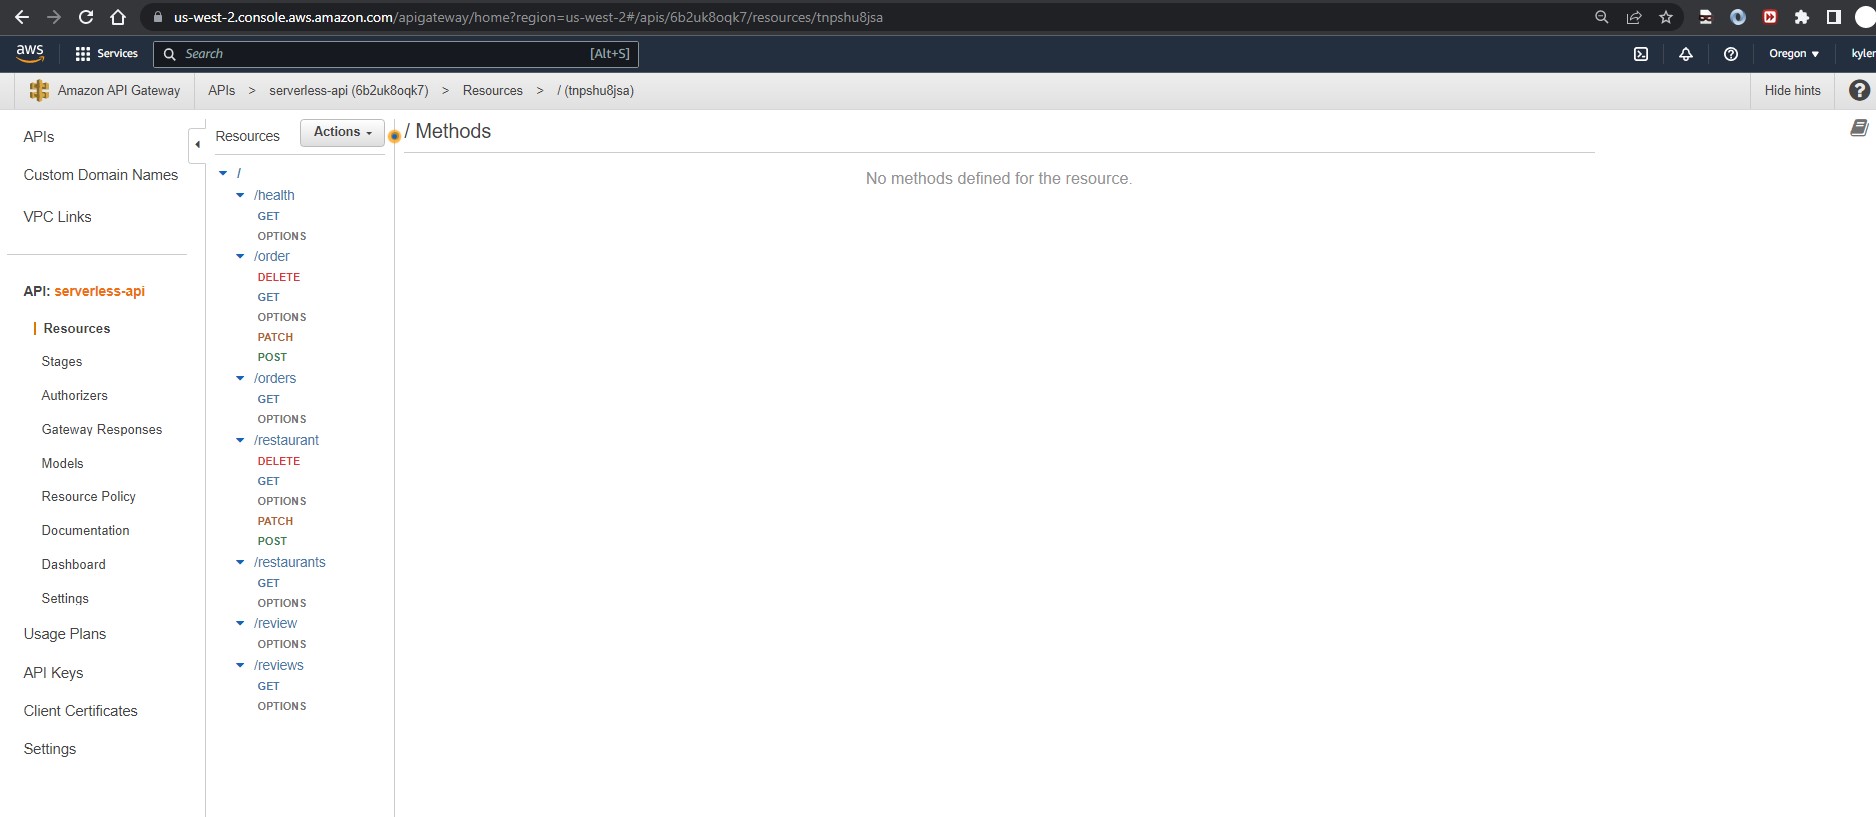 us-west-2.console.aws.amazon.com/apigateway/home?region=us-west-2#/apis/6b2uk8oqk7/resources/tnpshu8jsa
aws Services Search [Alt+S] Oregon kyler
Amazon API Gateway APIs > serverless-api (6b2uk8oqk7) > Resources > / (tnpshu8jsa) Hide hints
APIs
Custom Domain Names
VPC Links
API: serverless-api
Resources
Stages
Authorizers
Gateway Responses
Models
Resource Policy
Documentation
Dashboard
Settings
Usage Plans
API Keys
Client Certificates
Settings
Resources Actions
/
/health
GET
OPTIONS
/order
DELETE
GET
OPTIONS
PATCH
POST
/orders
GET
OPTIONS
/restaurant
DELETE
GET
OPTIONS
PATCH
POST
/restaurants
GET
OPTIONS
/review
OPTIONS
/reviews
GET
OPTIONS
/ Methods
No methods defined for the resource.